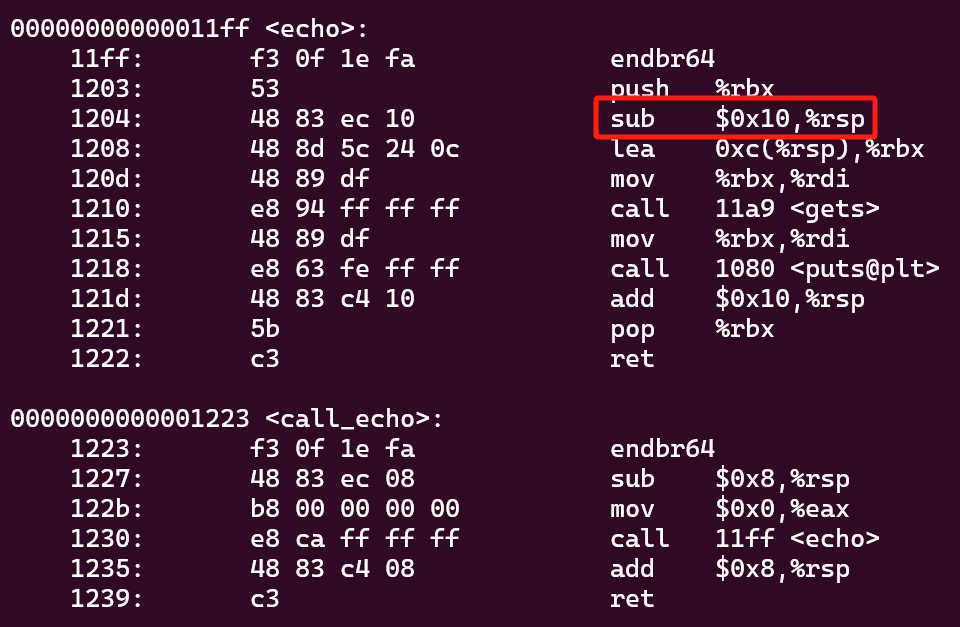 00000000000011ff <echo>:
    11ff:       f3 0f 1e fa             endbr64
    1203:       53                      push   %rbx
    1204:       48 83 ec 10             sub    $0x10,%rsp
    1208:       48 8d 5c 24 0c          lea    0xc(%rsp),%rbx
    120d:       48 89 df                mov    %rbx,%rdi
    1210:       e8 94 ff ff ff          call   11a9 <gets>
    1215:       48 89 df                mov    %rbx,%rdi
    1218:       e8 63 fe ff ff          call   1080 <puts@plt>
    121d:       48 83 c4 10             add    $0x10,%rsp
    1221:       5b                      pop    %rbx
    1222:       c3                      ret
0000000000001223 <call_echo>:
    1223:       f3 0f 1e fa             endbr64
    1227:       48 83 ec 08             sub    $0x8,%rsp
    122b:       b8 00 00 00 00          mov    $0x0,%eax
    1230:       e8 ca ff ff ff          call   11ff <echo>
    1235:       48 83 c4 08             add    $0x8,%rsp
    1239:       c3                      ret